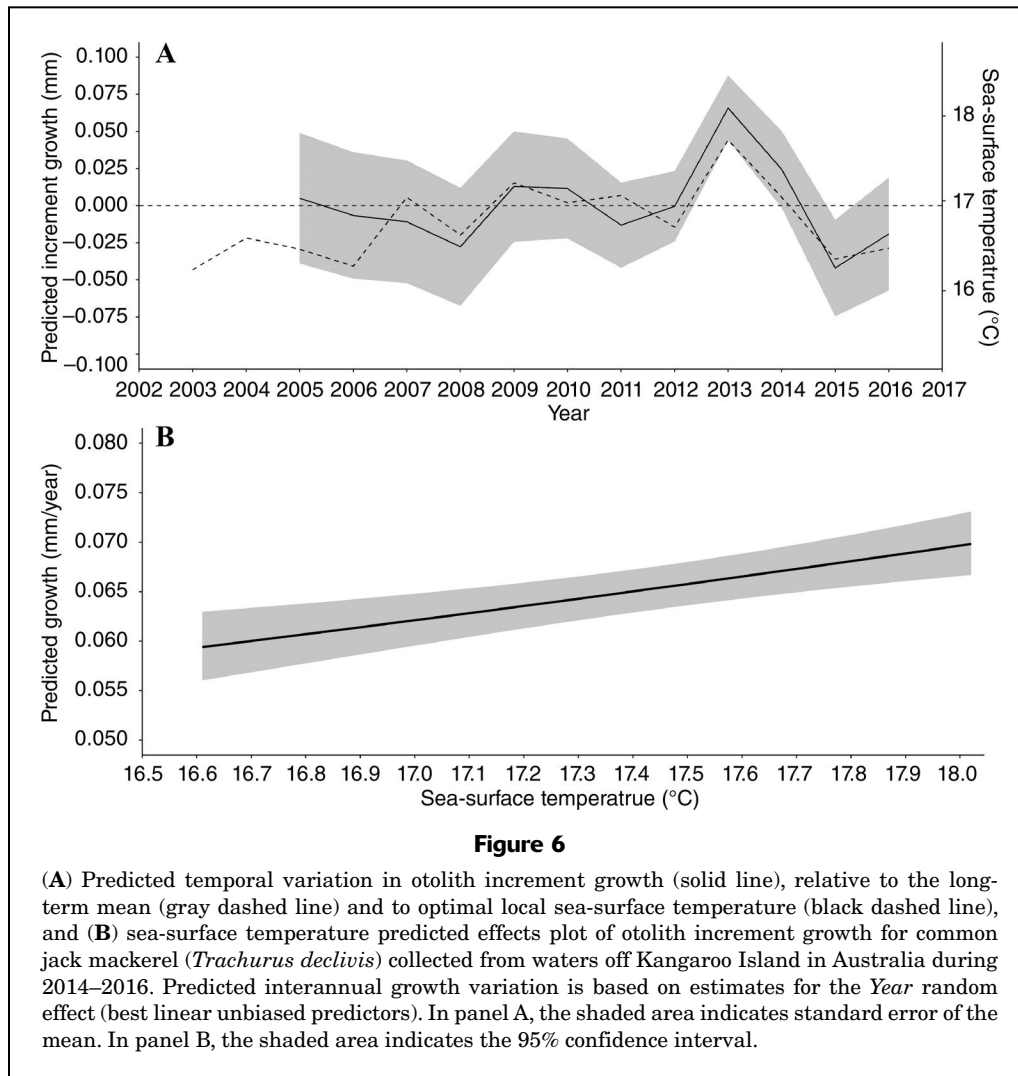 A
0.100
0.075
0.050
0.025
0.000
−0.025
−0.050
−0.075
−0.100
Predicted increment growth (mm)
18
17
16
Sea-surface temperatrue (°C)
2002 2003 2004 2005 2006 2007 2008 2009 2010 2011 2012 2013 2014 2015 2016 2017
Year
B
0.080
0.075
0.070
0.065
0.060
0.055
0.050
Predicted growth (mm/year)
16.5 16.6 16.7 16.8 16.9 17.0 17.1 17.2 17.3 17.4 17.5 17.6 17.7 17.8 17.9 18.0
Sea-surface temperatrue (°C)
Figure 6
(A) Predicted temporal variation in otolith increment growth (solid line), relative to the long-
term mean (gray dashed line) and to optimal local sea-surface temperature (black dashed line),
and (B) sea-surface temperature predicted effects plot of otolith increment growth for common
jack mackerel (Trachurus declivis) collected from waters off Kangaroo Island in Australia during
2014–2016. Predicted interannual growth variation is based on estimates for the Year random
effect (best linear unbiased predictors). In panel A, the shaded area indicates standard error of the
mean. In panel B, the shaded area indicates the 95% confidence interval.